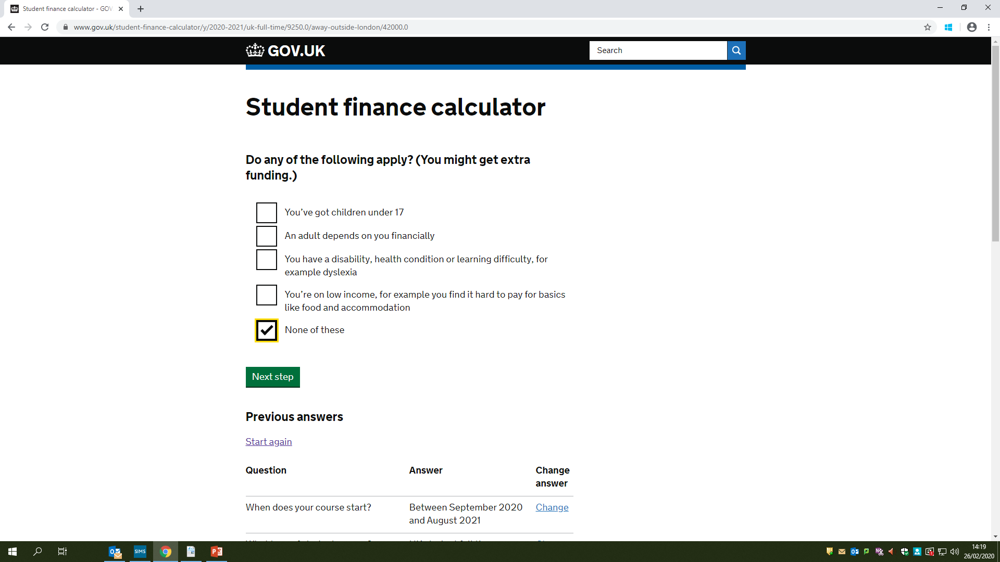 Student finance calculator - GOV
www.gov.uk/student-finance-calculator/y/2020-2021/uk-full-time/9250.0/away-outside-london/42000.0
GOV.UK
Search
Student finance calculator
Do any of the following apply? (You might get extra
funding.)
You’ve got children under 17
An adult depends on you financially
You have a disability, health condition or learning difficulty, for
example dyslexia
You’re on low income, for example you find it hard to pay for basics
like food and accommodation
None of these
Next step
Previous answers
Start again
Question Answer Change
answer
When does your course start? Between September 2020 Change
and August 2021
SIMS
14:19
26/02/2020